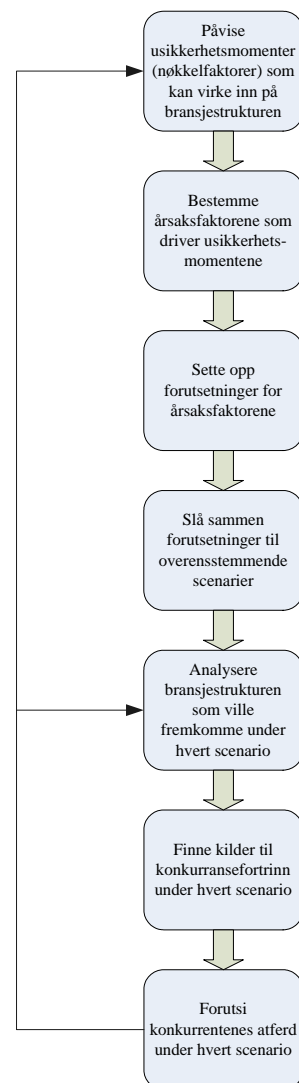 Påvise
usikkerhetsmomenter
(nøkkelfaktorer) som
kan virke inn på
bransjestrukturen
Bestemme
årsaksfaktorene som
driver usikkerhets-
momentene
Sette opp
forutsetninger for
årsaksfaktorene
Slå sammen
forutsetninger til
overensstemmende
scenarier
Analysere
bransjestrukturen
som ville
fremkomme under
hvert scenario
Finne kilder til
konkurransefortrinn
under hvert scenario
Forutsi
konkurrentenes atferd
under hvert scenario